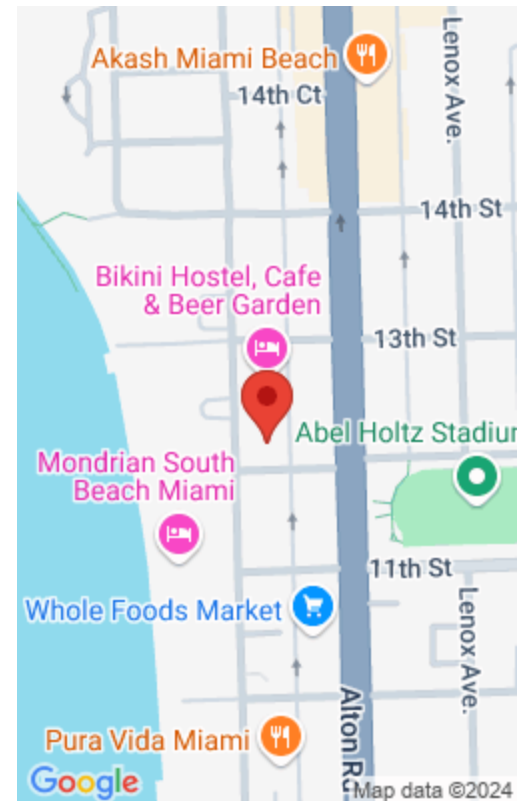 Lenox Ave.
Akash Miami Beach
14th Ct
14th St
Bikini Hostel, Cafe
& Beer Garden
13th St
Abel Holtz Stadiur
Mondrian South
Beach Miami
11th St
Whole Foods Market
Lenox Ave.
Alton Rd
Pura Vida Miami
Google
Map data ©2024